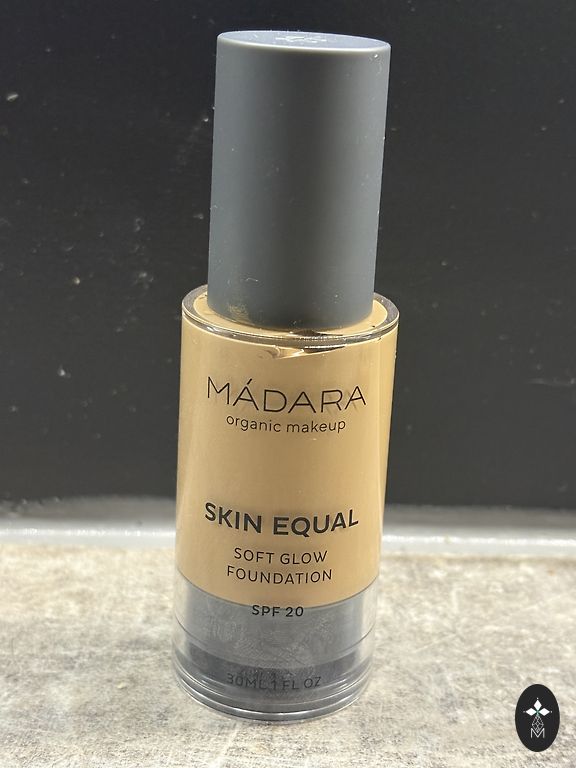 MÁDARA
organic makeup
SKIN EQUAL
SOFT GLOW
FOUNDATION
SPF 20
30ML 1 FL OZ
M